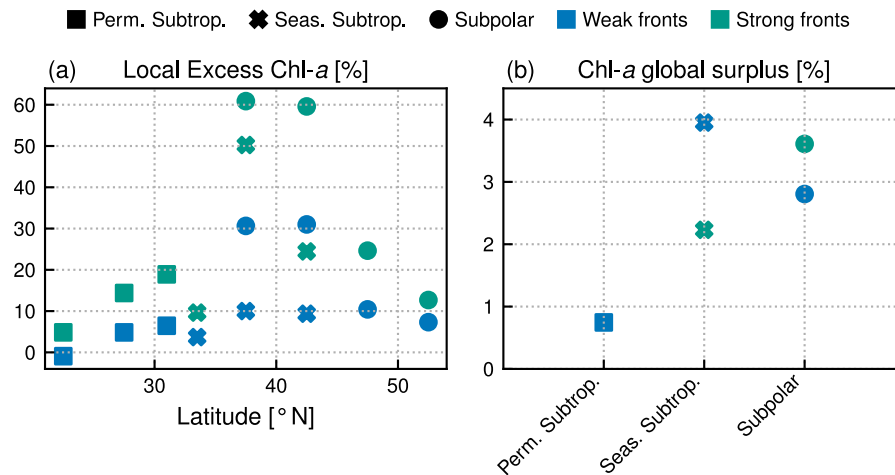 Perm. Subtrop. Seas. Subtrop. Subpolar Weak fronts Strong fronts
(a) Local Excess Chl-a [%]
60
50
40
30
20
10
0
30 40 50
Latitude [°N]
(b) Chl-a global surplus [%]
4
3
2
1
0
Perm. Subtrop.
Seas. Subtrop.
Subpolar